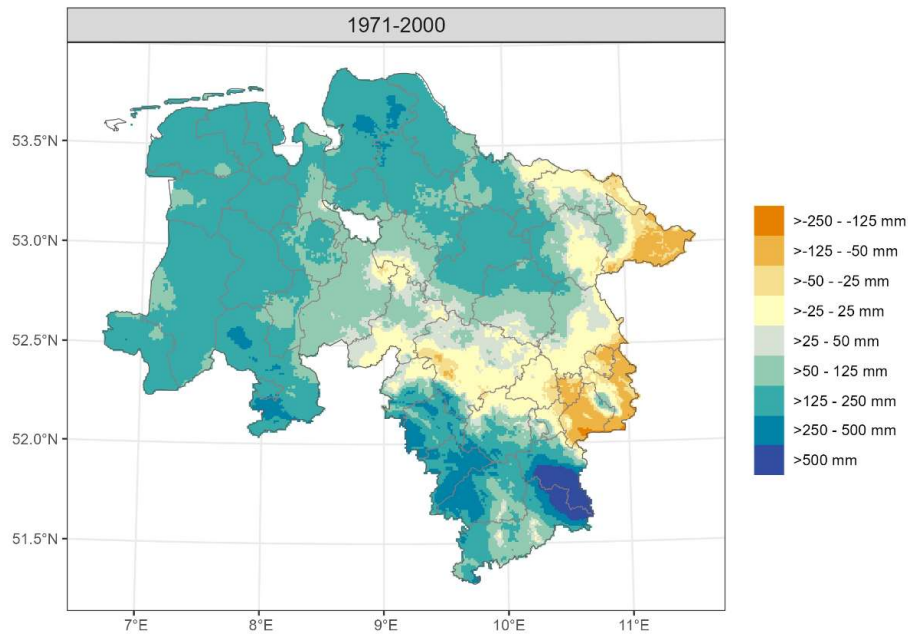 1971-2000
53.5°N
53.0°N
52.5°N
52.0°N
51.5°N
7°E
8°E
9°E
10°E
11°E
>-250 - -125 mm
>-125 - -50 mm
>-50 - -25 mm
>-25 - 25 mm
>25 - 50 mm
>50 - 125 mm
>125 - 250 mm
>250 - 500 mm
>500 mm